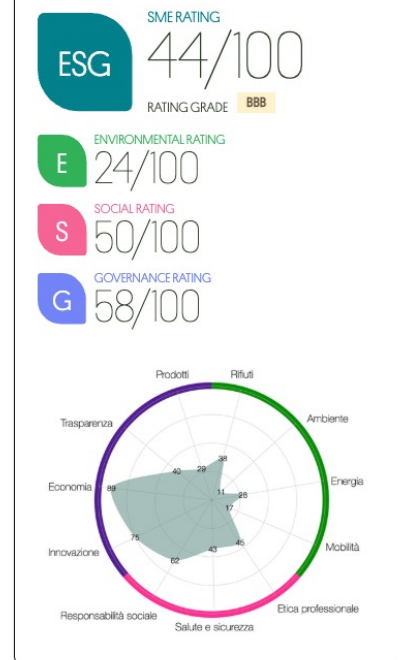 ESG
SME RATING
44/100
RATING GRADE BBB
E
ENVIRONMENTAL RATING
24/100
S
SOCIAL RATING
50/100
G
GOVERNANCE RATING
58/100
Prodotti
Rifiuti
Trasparenza
Ambiente
38
40
29
Economia
89
11
26
Energia
17
75
45
Innovazione
43
Mobilità
62
Responsabilità sociale
Etica professionale
Salute e sicurezza